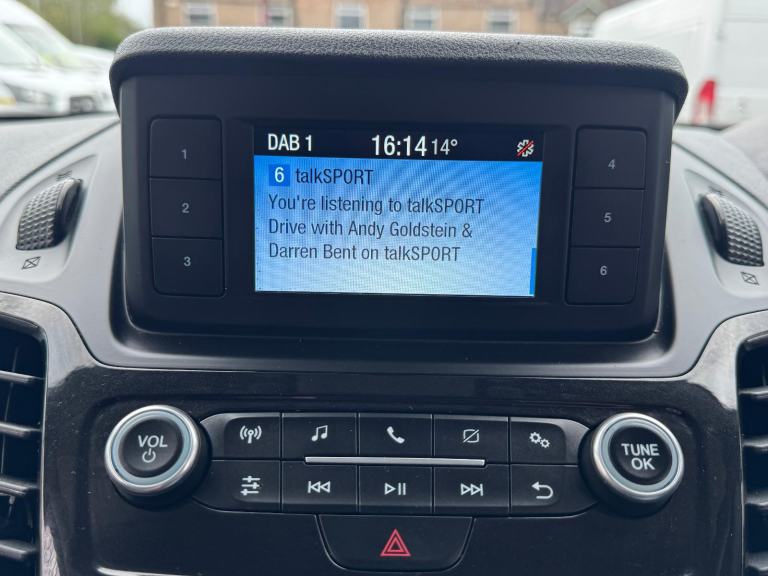 DAB 1 16:14 14°
6 talkSPORT
You're listening to talkSPORT
Drive with Andy Goldstein &
Darren Bent on talkSPORT
1
2
3
4
5
6
VOL
TUNE
OK